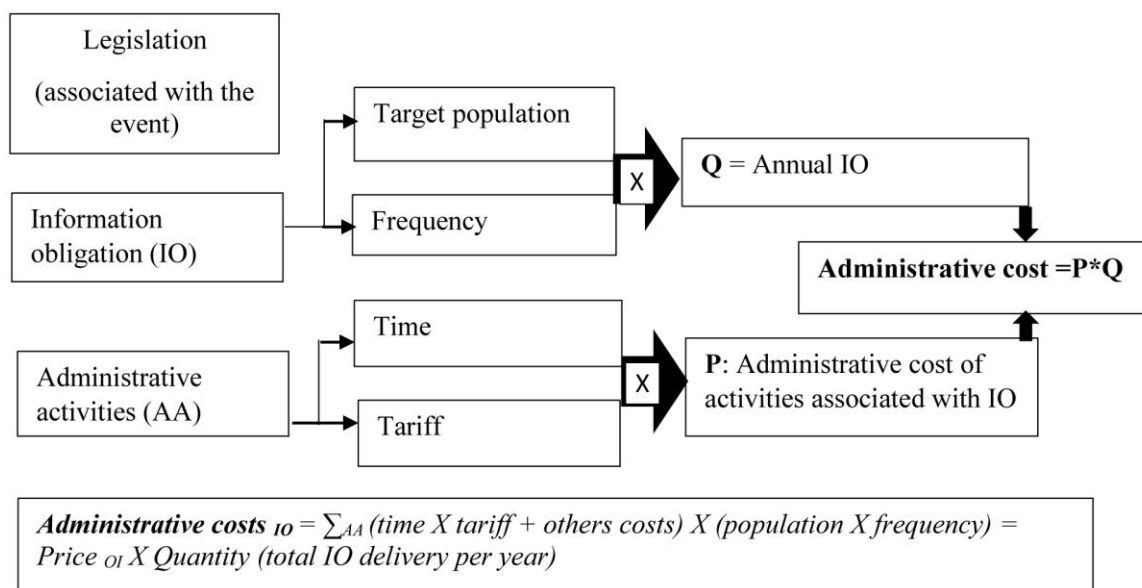 Legislation
(associated with the
event)
Target population
X
Q = Annual IO
Information
obligation (IO)
Frequency
Administrative cost =P*Q
Time
X
P: Administrative cost of
activities associated with IO
Administrative
activities (AA)
Tariff
Administrative costs IO = ∑AA (time X tariff + others costs) X (population X frequency) =
Price OI X Quantity (total IO delivery per year)